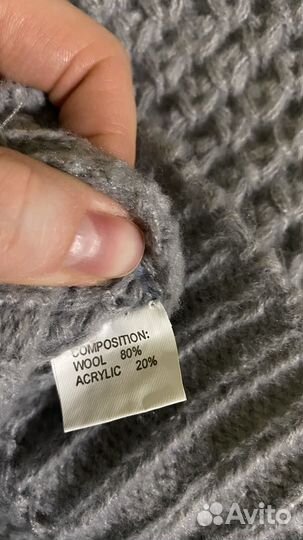 COMPOSITION:
WOOL 80%
ACRYLIC 20%
Avito